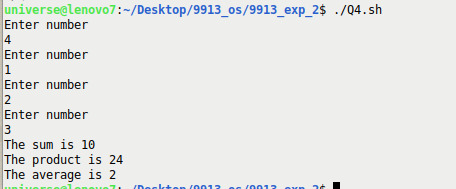 universe@lenovo7:~/Desktop/9913_os/9913_exp_2$ ./Q4.sh
Enter number
4
Enter number
1
Enter number
2
Enter number
3
The sum is 10
The product is 24
The average is 2
universe@lenovo7:~/Desktop/9913_os/9913_exp_2$